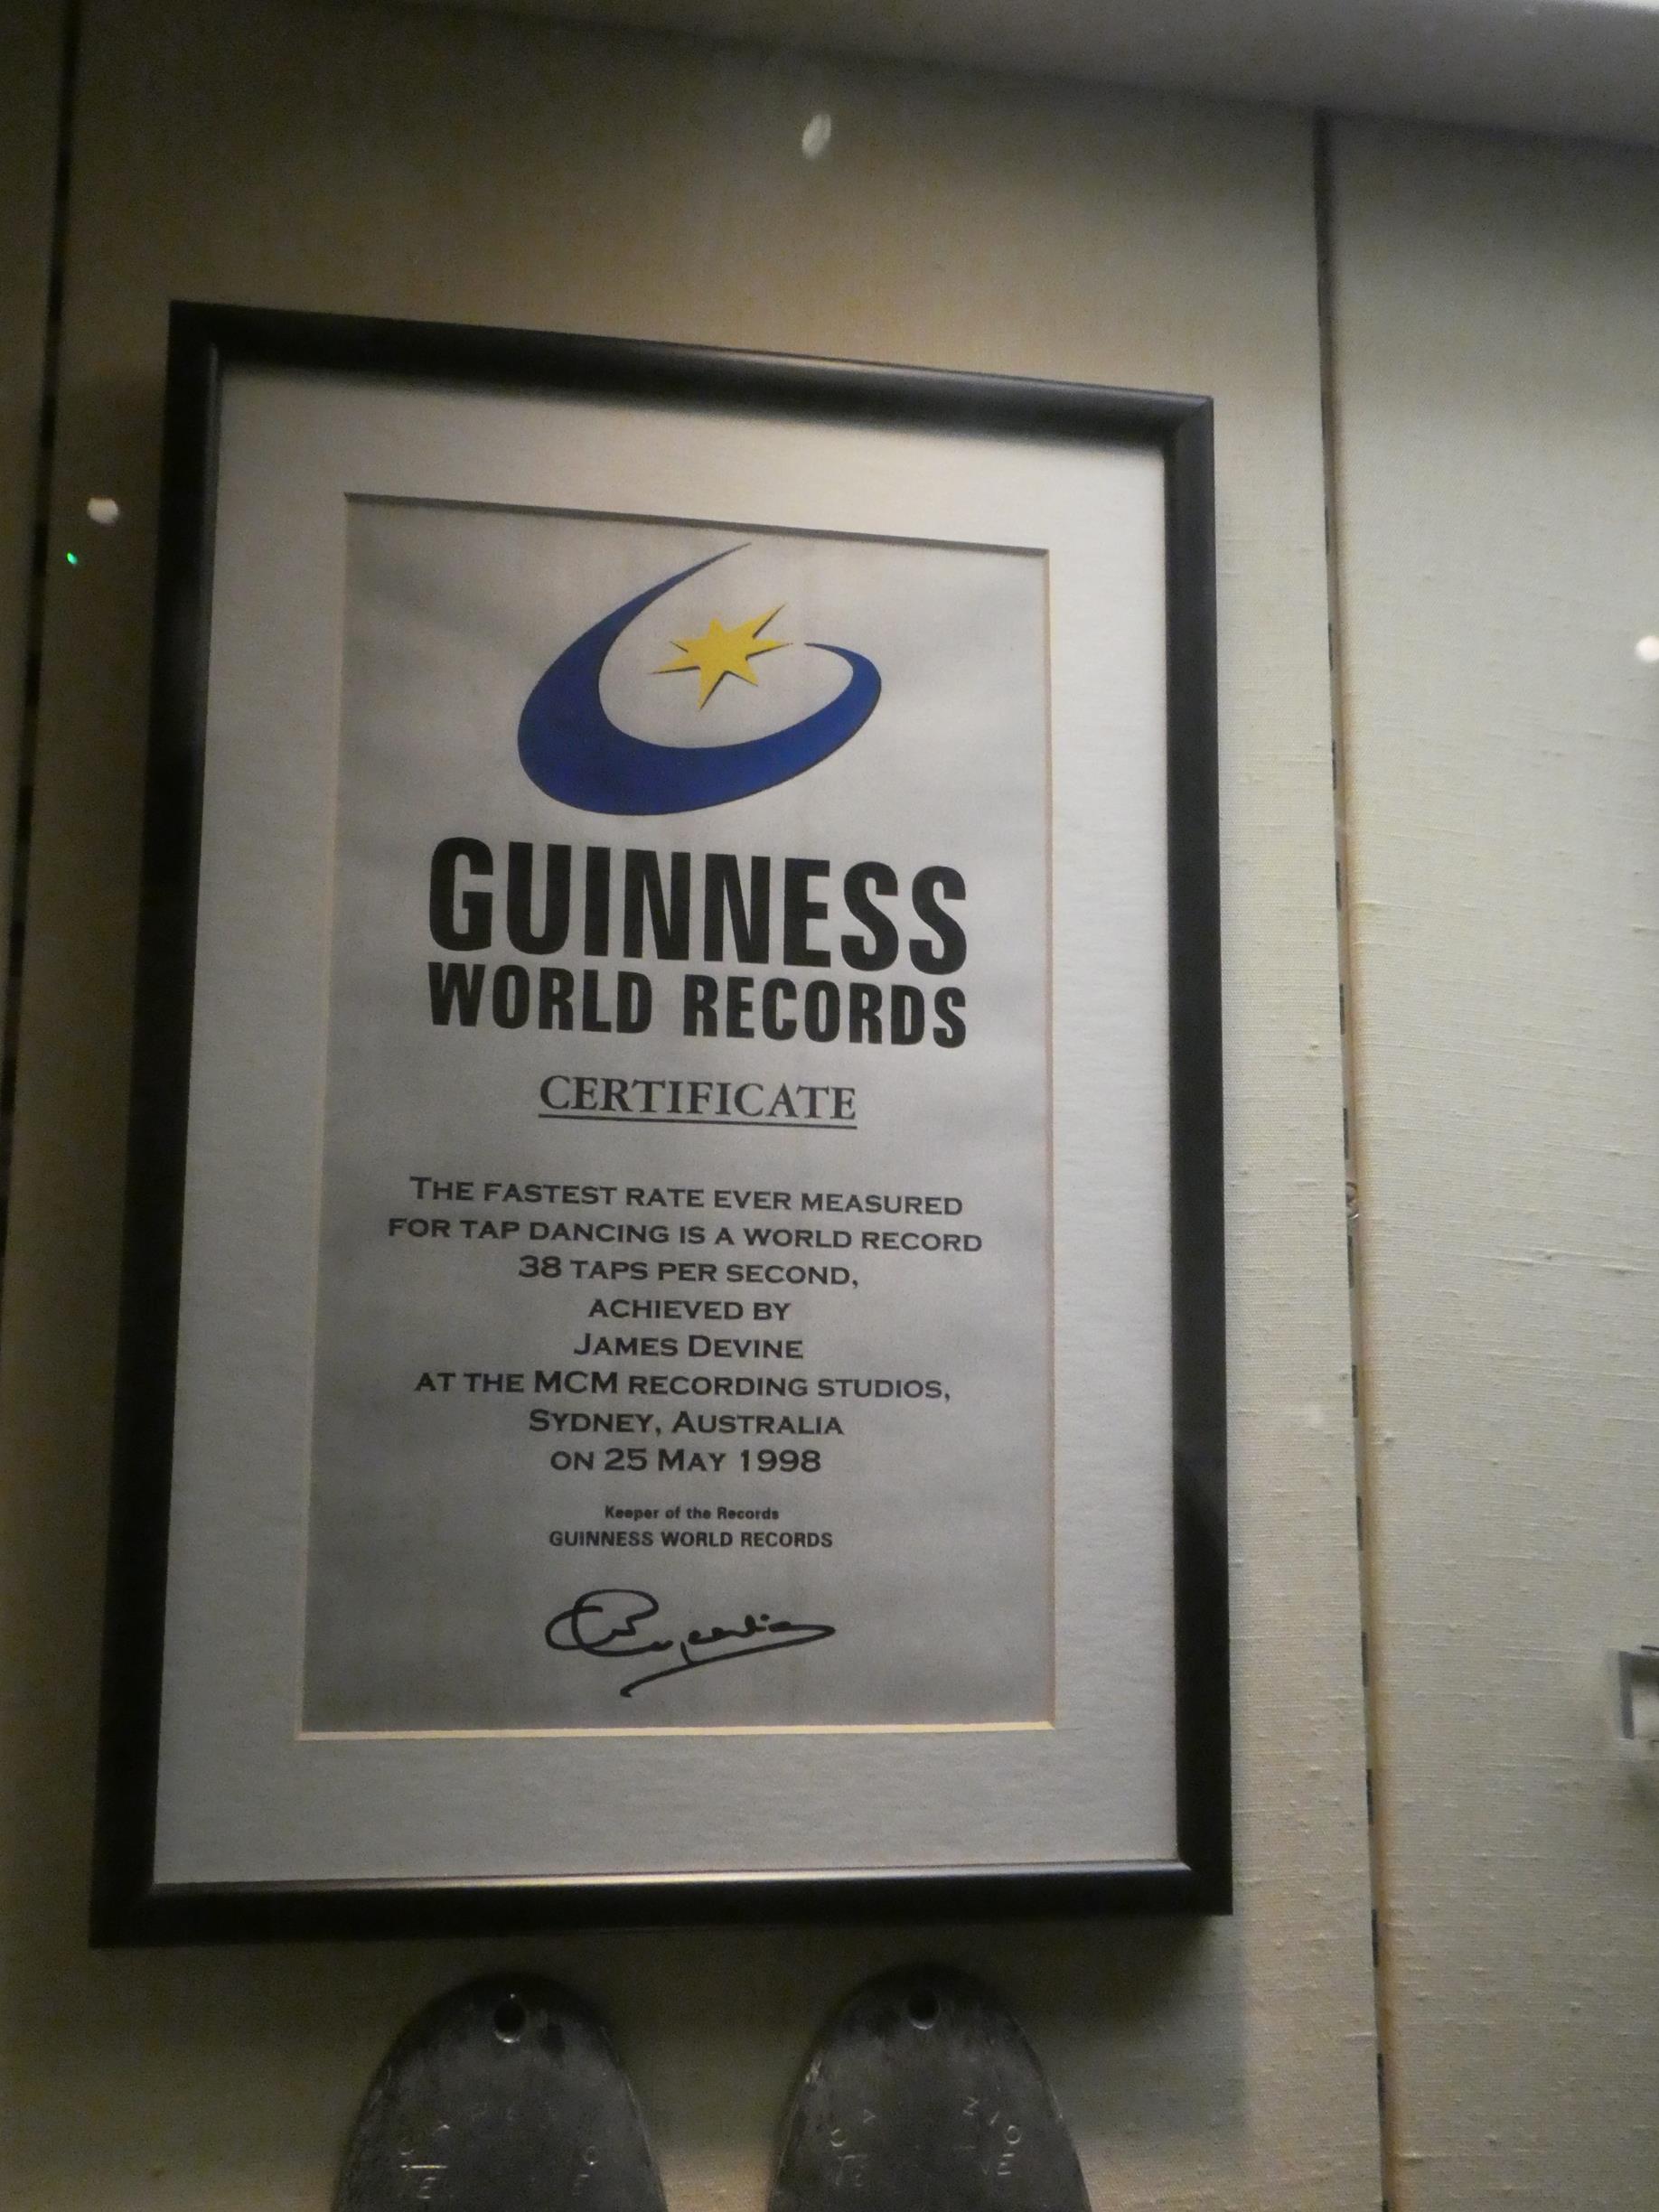 GUINNESS
WORLD RECORDS
CERTIFICATE
THE FASTEST RATE EVER MEASURED
FOR TAP DANCING IS A WORLD RECORD
38 TAPS PER SECOND,
ACHIEVED BY
JAMES DEVINE
AT THE MCM RECORDING STUDIOS,
SYDNEY, AUSTRALIA
ON 25 MAY 1998
Keeper of the Records
GUINNESS WORLD RECORDS